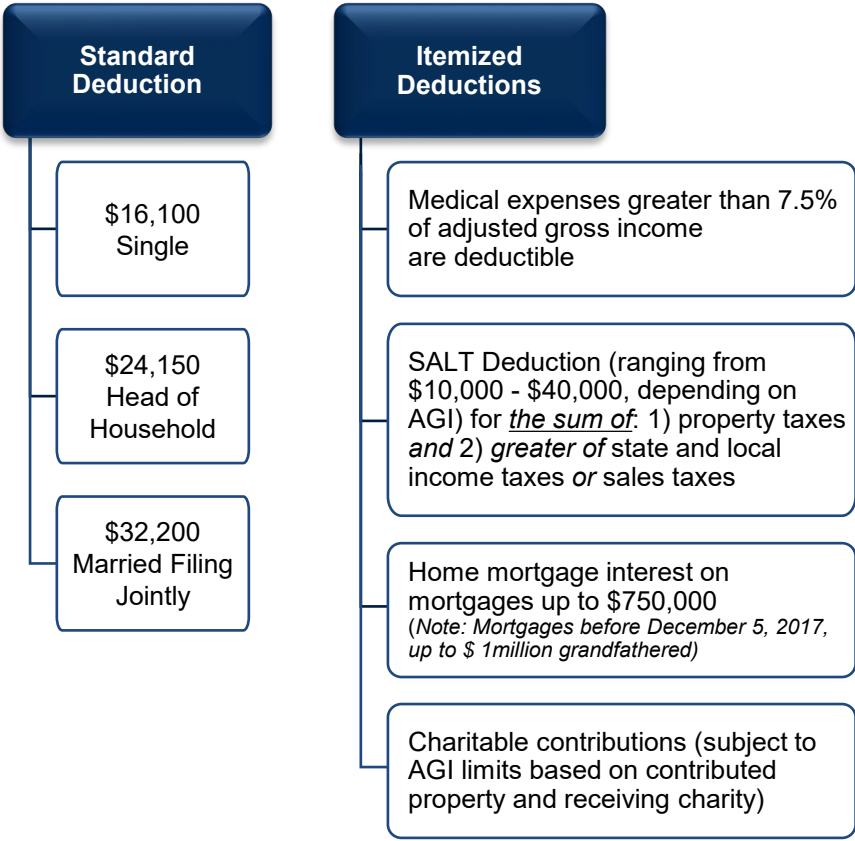 Standard
Deduction
$16,100
Single
$24,150
Head of
Household
$32,200
Married Filing
Jointly
Itemized
Deductions
Medical expenses greater than 7.5%
of adjusted gross income
are deductible
SALT Deduction (ranging from
$10,000 - $40,000, depending on
AGI) for the sum of: 1) property taxes
and 2) greater of state and local
income taxes or sales taxes
Home mortgage interest on
mortgages up to $750,000
(Note: Mortgages before December 5, 2017,
up to $ 1million grandfathered)
Charitable contributions (subject to
AGI limits based on contributed
property and receiving charity)